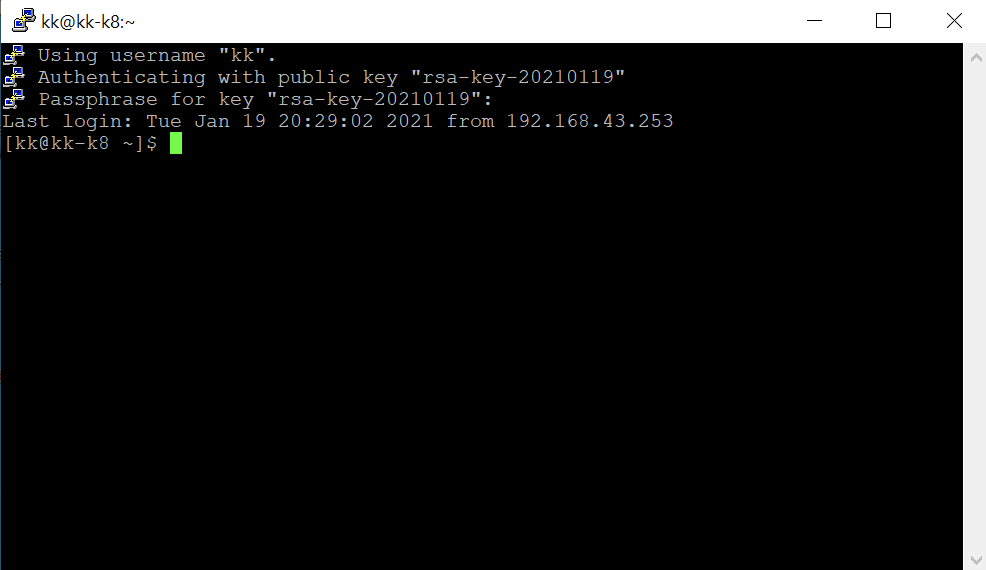 kk@kk-k8:~
Using username "kk".
Authenticating with public key "rsa-key-20210119"
Passphrase for key "rsa-key-20210119":
Last login: Tue Jan 19 20:29:02 2021 from 192.168.43.253
[kk@kk-k8 ~]$